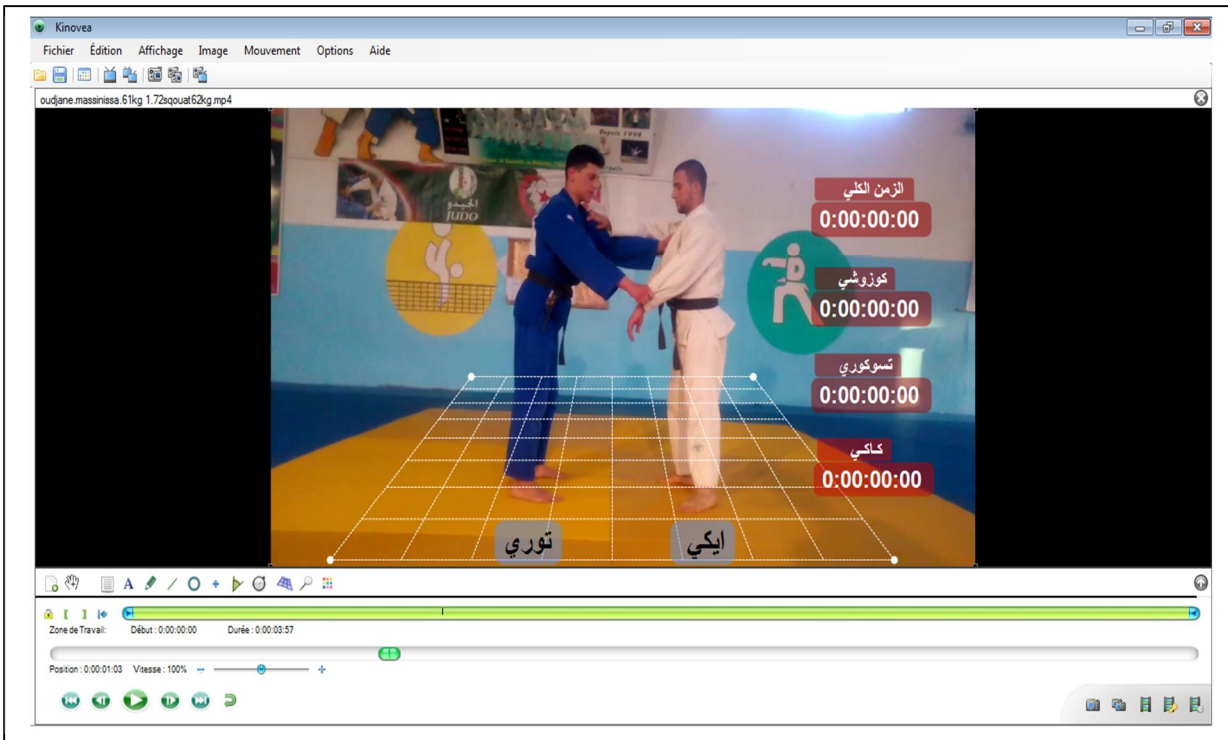 Kinovea
Fichier Édition Affichage Image Mouvement Options Aide
oudjane.massinissa.61kg 1.72sqouat62kg.mp4
Depuis 1998
الجيدو
JUDO
الزمن الكلي
0:00:00:00
كوزوشي
0:00:00:00
تسوكوري
0:00:00:00
كاكي
0:00:00:00
توري
ايكي
Zone de Travail: Début : 0:00:00:00 Durée : 0:00:03:57
Position : 0:00:01:03 Vitesse : 100%